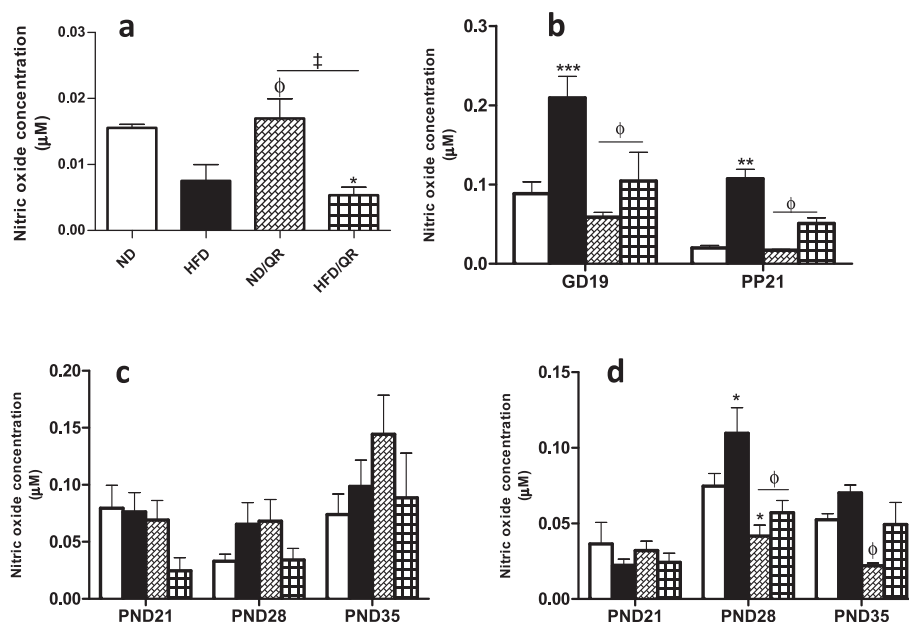 a
Nitric oxide concentration
(µM)
0.03
0.02
0.01
0.00
‡
ϕ
*
ND
HFD
ND/QR
HFD/QR
b
Nitric oxide concentration
(µM)
0.3
0.2
0.1
0.0
***
ϕ
**
ϕ
GD19
PP21
c
Nitric oxide concentration
(µM)
0.20
0.15
0.10
0.05
0.00
PND21
PND28
PND35
d
Nitric oxide concentration
(µM)
0.15
0.10
0.05
0.00
*
ϕ
*
ϕ
PND21
PND28
PND35